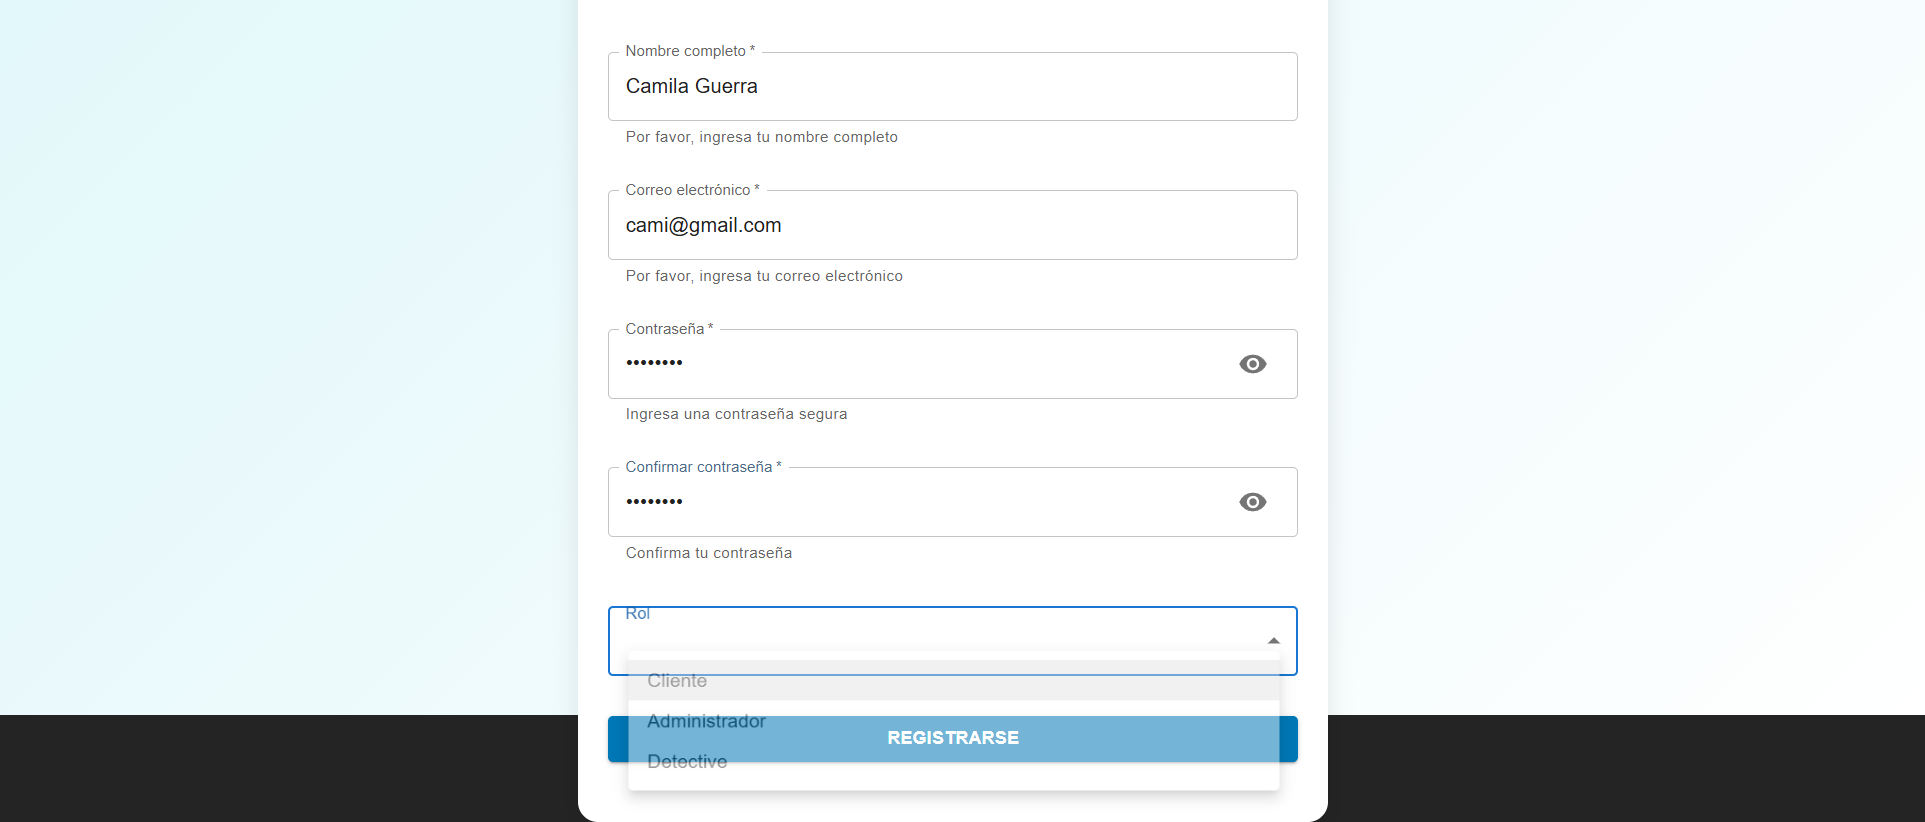 Nombre completo *
Camila Guerra
Por favor, ingresa tu nombre completo
Correo electrónico *
cami@gmail.com
Por favor, ingresa tu correo electrónico
Contraseña *
••••••••
Ingresa una contraseña segura
Confirmar contraseña *
••••••••
Confirma tu contraseña
Rol
Cliente
Administrador
REGISTRARSE
Detective